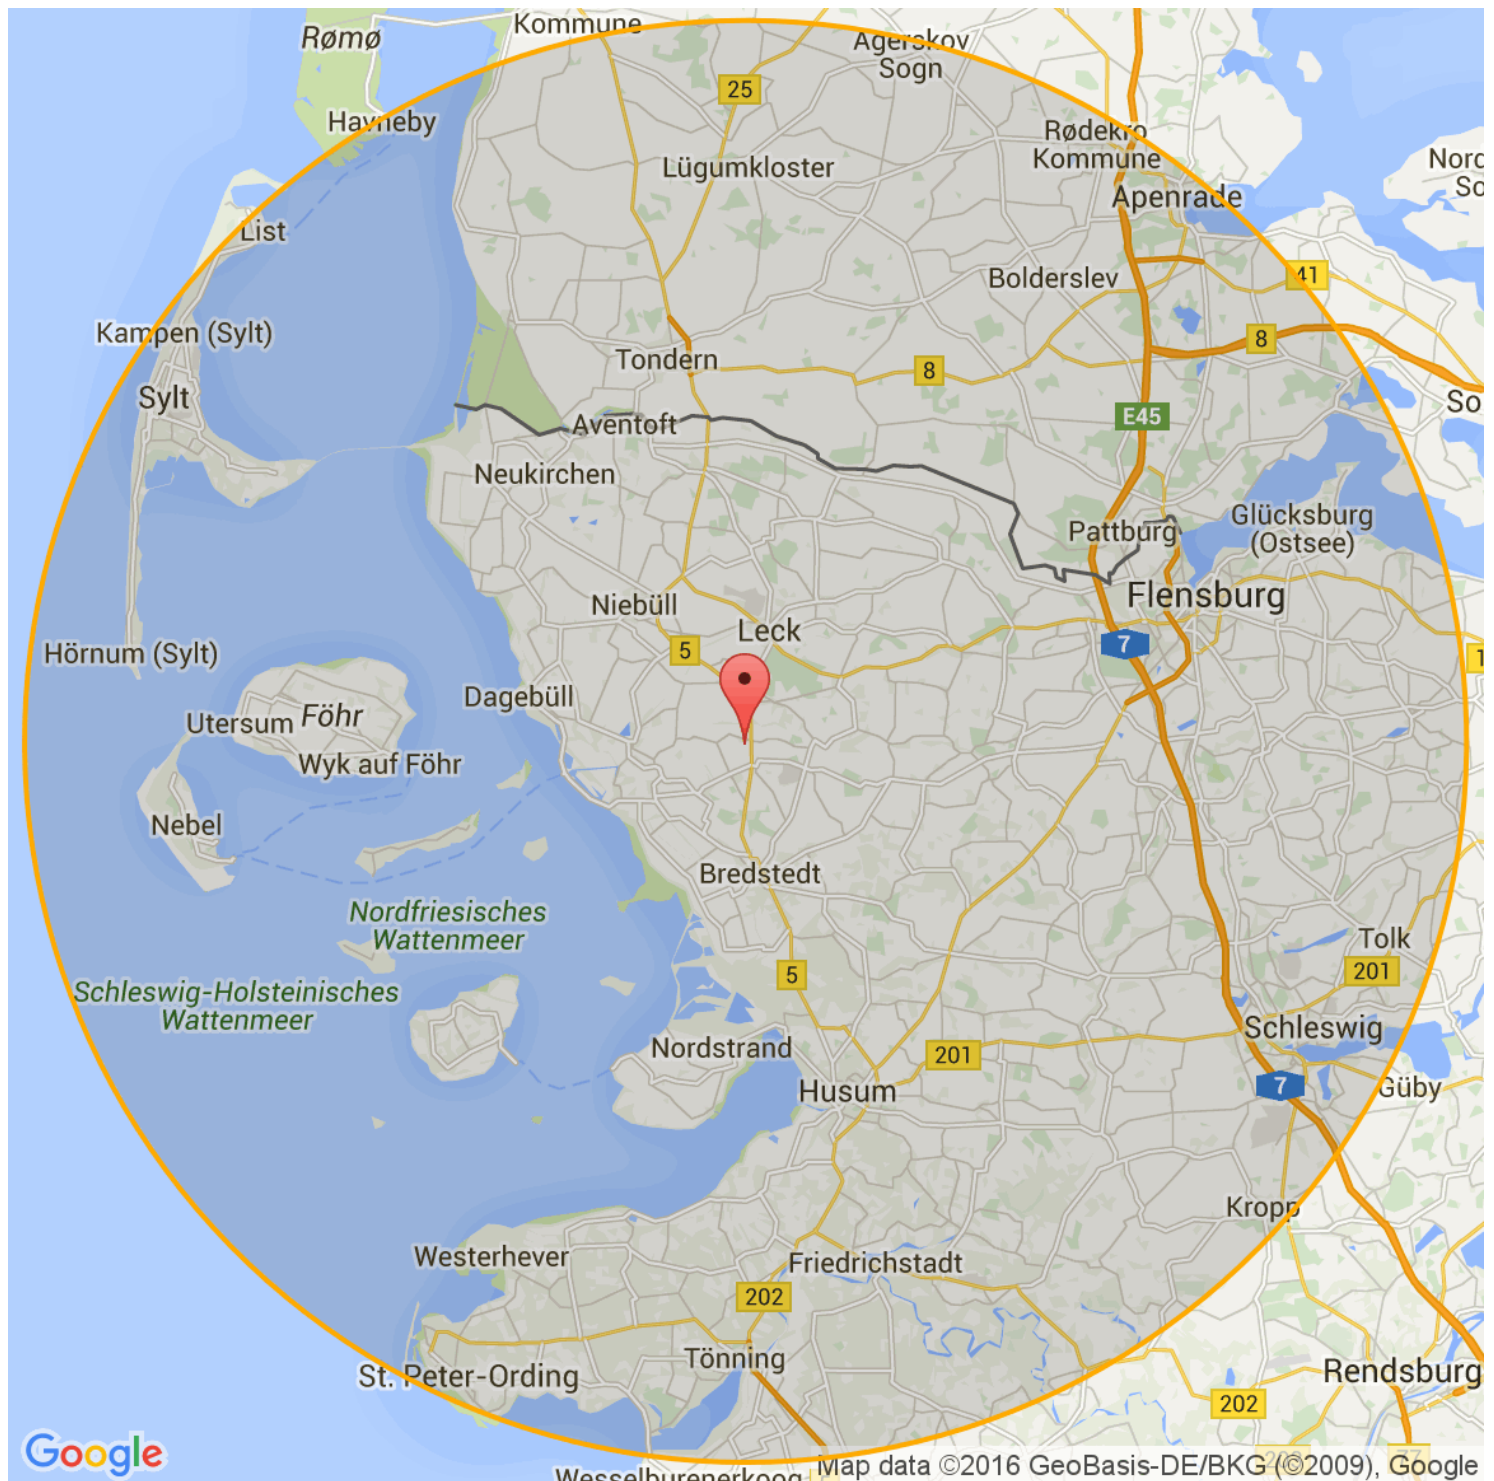 Kommune
Rømø
Agerskov
Sogn
25
Havneby
Rødekro
Kommune
Lügumkloster
Apenrade
List
Bolderslev
41
Kampen (Sylt)
8
Tondern
8
Sylt
So
E45
Aventoft
Neukirchen
Glücksburg
(Ostsee)
Pattburg
Flensburg
Niebüll
Leck
7
5
Hörnum (Sylt)
1
Dagebüll
Utersum
Föhr
Wyk auf Föhr
Nebel
Bredstedt
Nordfriesisches
Wattenmeer
Tolk
201
5
Schleswig-Holsteinisches
Wattenmeer
Schleswig
Nordstrand
201
Husum
7
Güby
Kropp
Westerhever
Friedrichstadt
202
Tönning
St. Peter-Ording
Rendsburg
202
Google
Map data ©2016 GeoBasis-DE/BKG (©2009), Google
Wesselburenerkoog